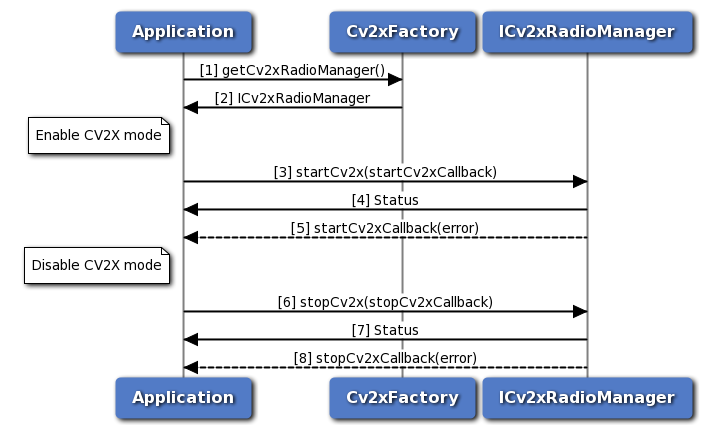 Application
Cv2xFactory
ICv2xRadioManager
[1] getCv2xRadioManager()
[2] ICv2xRadioManager
Enable CV2X mode
[3] startCv2x(startCv2xCallback)
[4] Status
[5] startCv2xCallback(error)
Disable CV2X mode
[6] stopCv2x(stopCv2xCallback)
[7] Status
[8] stopCv2xCallback(error)
Application
Cv2xFactory
ICv2xRadioManager